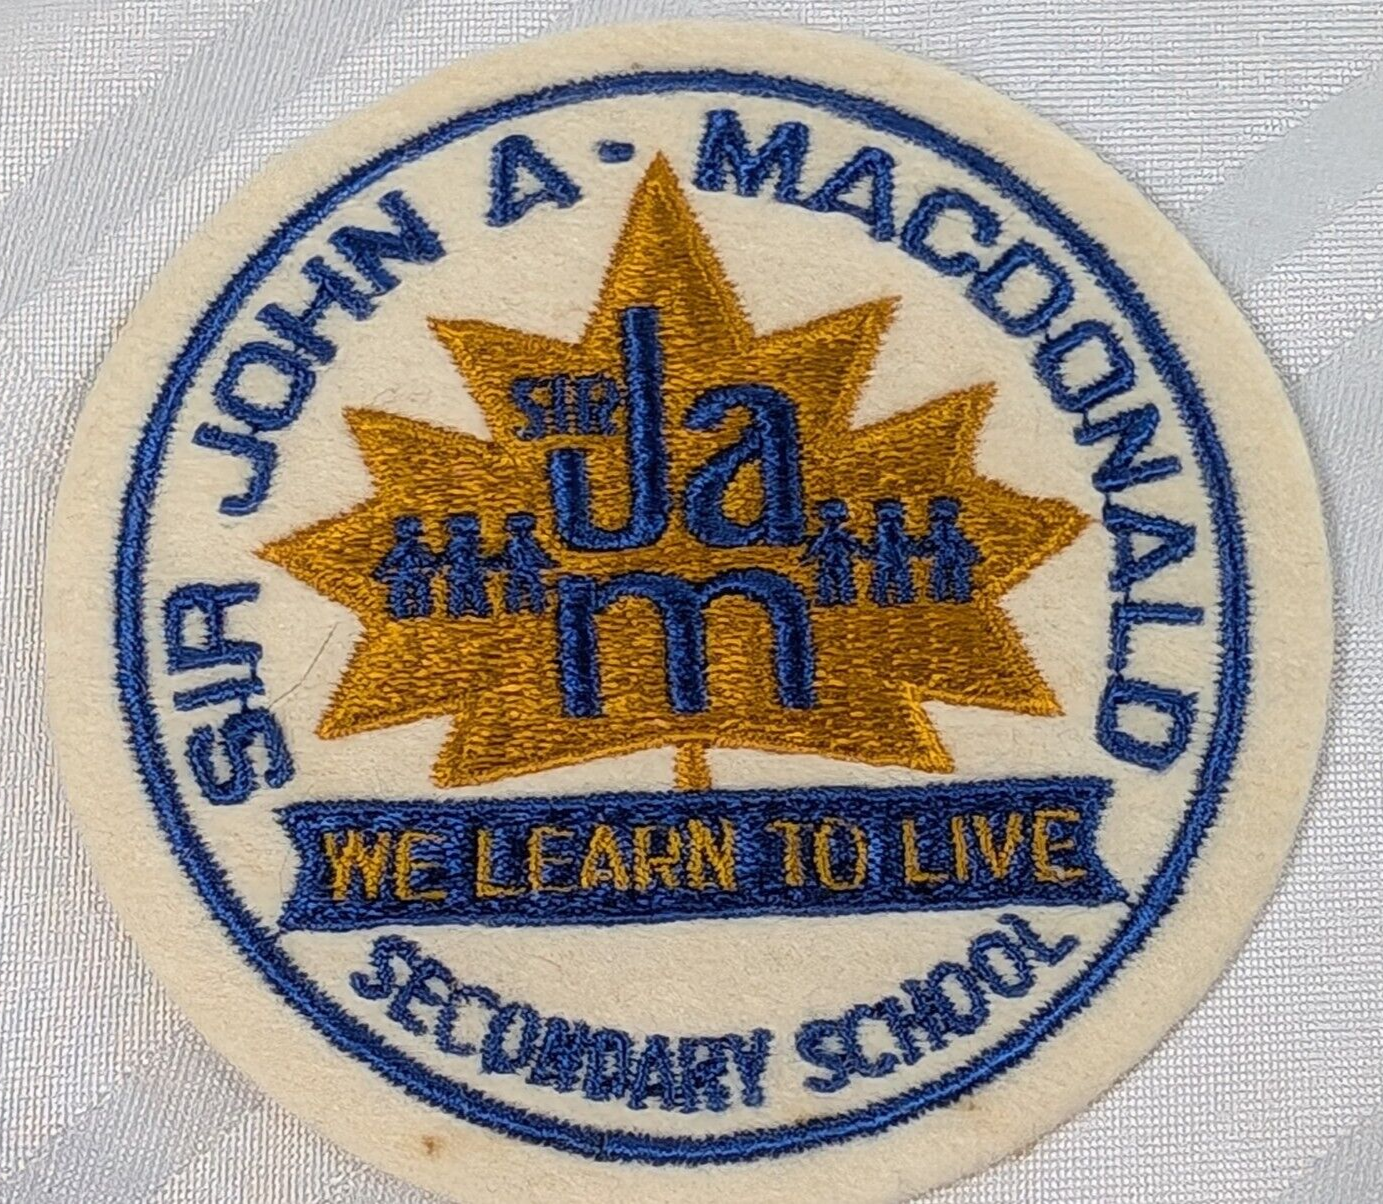 SIR JOHN A. MACDONALD
SIR
Ja
m
WE LEARN TO LIVE
SECONDARY SCHOOL